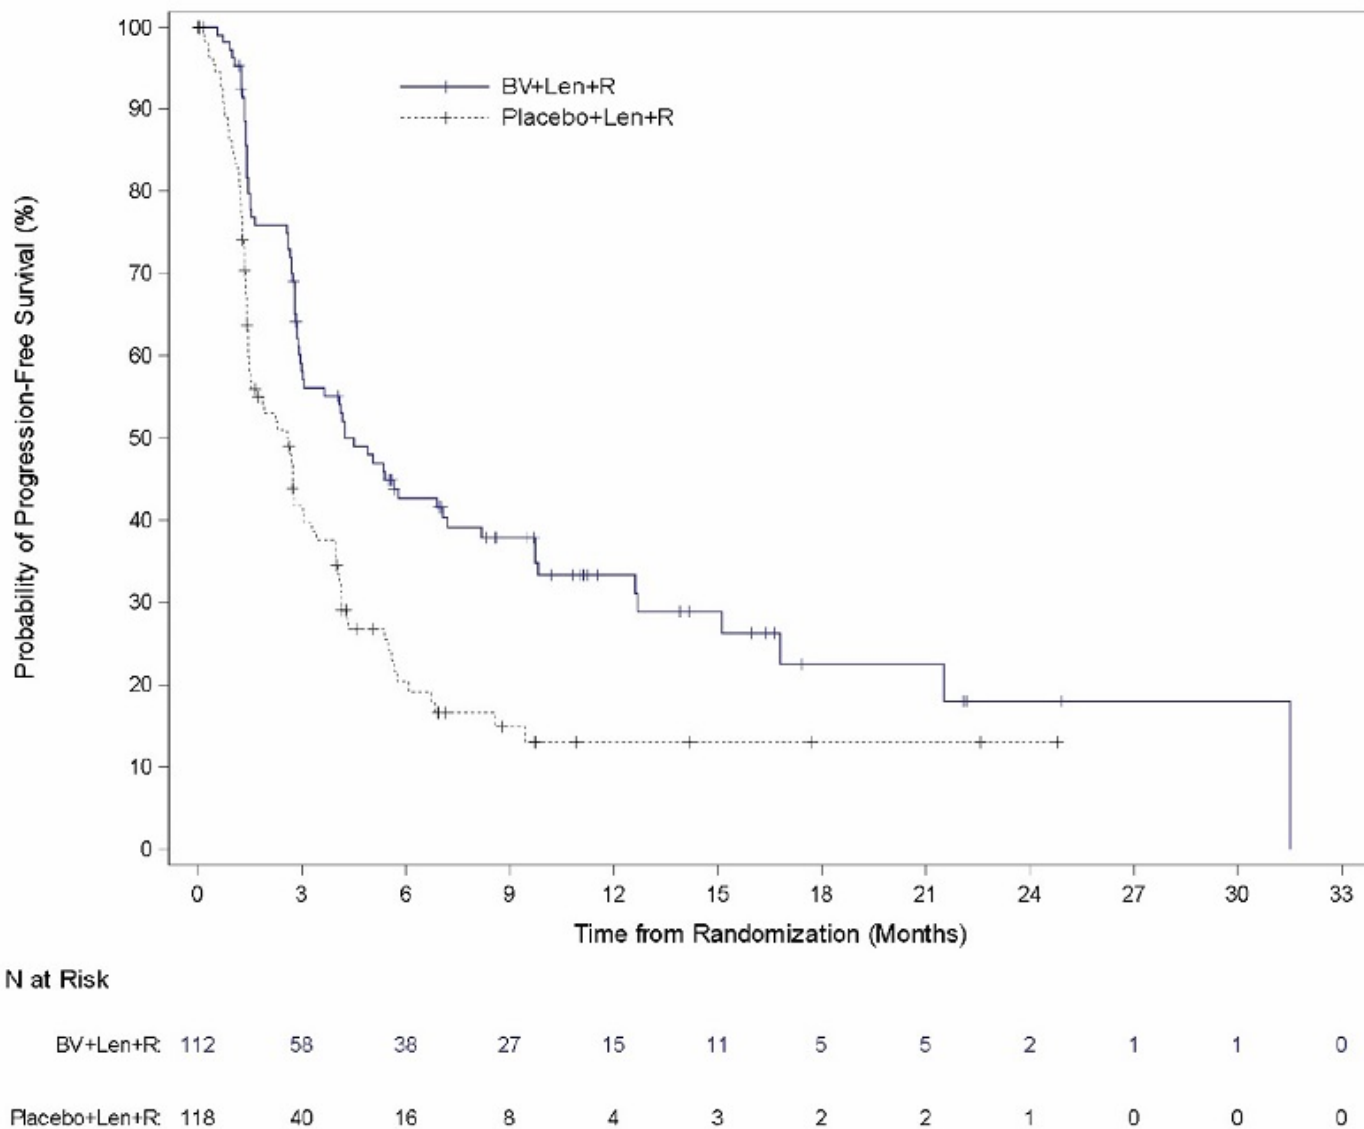 Probability of Progression-Free Survival (%)
100
90
80
70
60
50
40
30
20
10
0
BV+Len+R
Placebo+Len+R
0 3 6 9 12 15 18 21 24 27 30 33
Time from Randomization (Months)
N at Risk
BV+Len+R: 112 58 38 27 15 11 5 5 2 1 1 0
Placebo+Len+R: 118 40 16 8 4 3 2 2 1 0 0 0